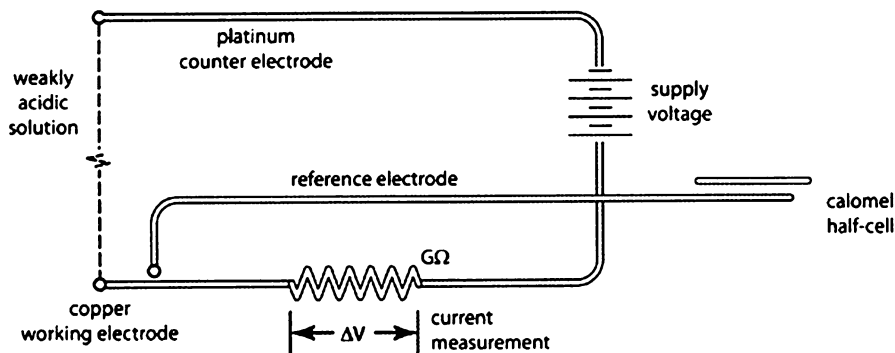 platinum
counter electrode
weakly
acidic
solution
supply
voltage
reference electrode
calomel
half-cell
GΩ
copper
working electrode
ΔV
current
measurement